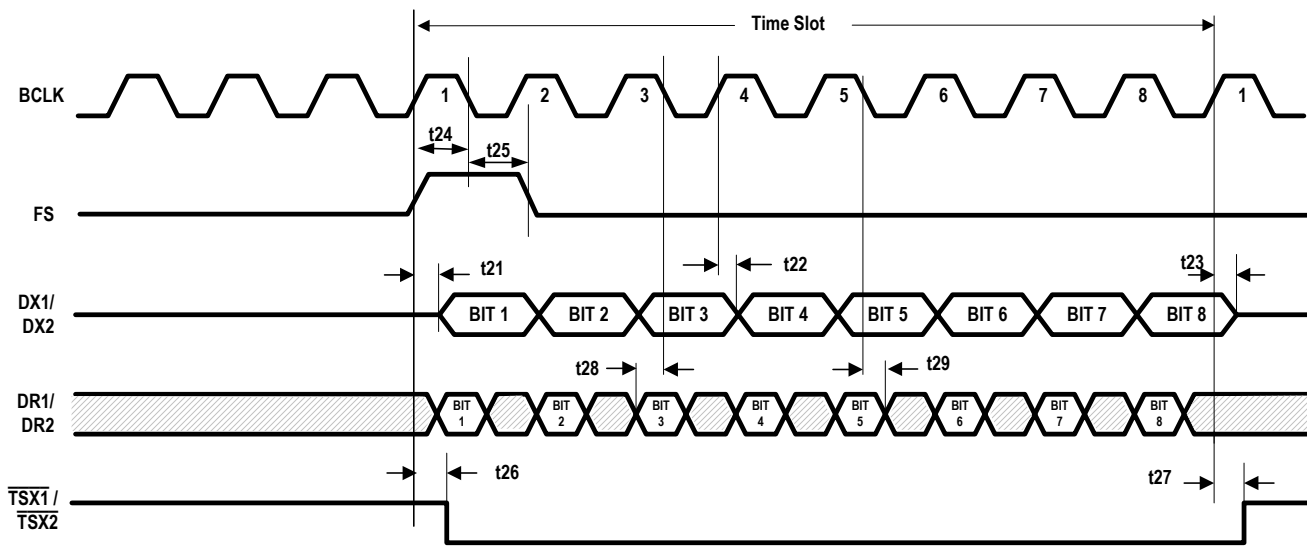 Time Slot
BCLK
1 2 3 4 5 6 7 8 1
t24
t25
FS
t21 t22 t23
DX1/
DX2
BIT 1 BIT 2 BIT 3 BIT 4 BIT 5 BIT 6 BIT 7 BIT 8
t28 t29
DR1/
DR2
BIT BIT BIT BIT BIT BIT BIT BIT
1 2 3 4 5 6 7 8
t26 t27
TSX1 /
TSX2